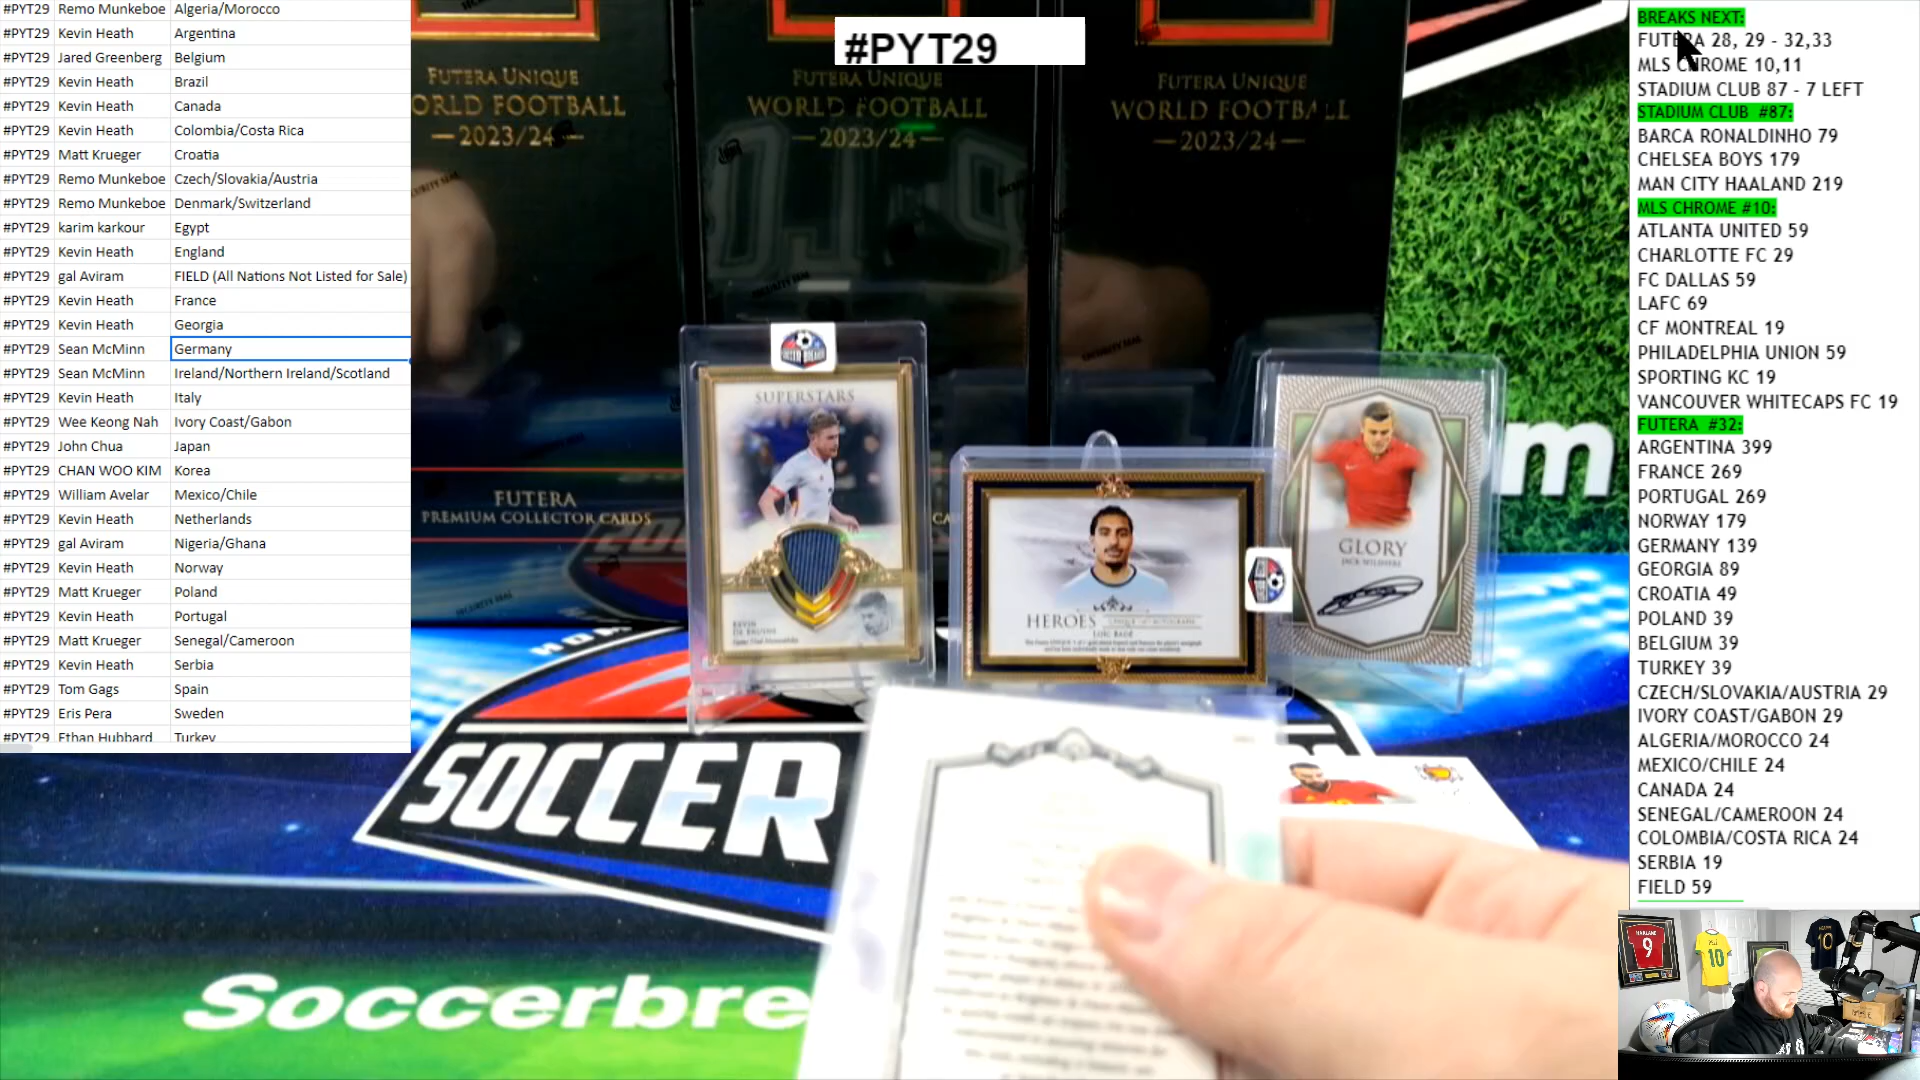 #PYT29 Remo Munkeboe Algeria/Morocco
#PYT29 Kevin Heath Argentina
#PYT29 Jared Greenberg Belgium
#PYT29 Kevin Heath Brazil
#PYT29 Kevin Heath Canada
#PYT29 Kevin Heath Colombia/Costa Rica
#PYT29 Matt Krueger Croatia
#PYT29 Remo Munkeboe Czech/Slovakia/Austria
#PYT29 Remo Munkeboe Denmark/Switzerland
#PYT29 karim karkour Egypt
#PYT29 Kevin Heath England
#PYT29 gal Aviram FIELD (All Nations Not Listed for Sale)
#PYT29 Kevin Heath France
#PYT29 Kevin Heath Georgia
#PYT29 Sean McMinn Germany
#PYT29 Sean McMinn Ireland/Northern Ireland/Scotland
#PYT29 Kevin Heath Italy
#PYT29 Wee Keong Nah Ivory Coast/Gabon
#PYT29 John Chua Japan
#PYT29 CHAN WOO KIM Korea
#PYT29 William Avelar Mexico/Chile
#PYT29 Kevin Heath Netherlands
#PYT29 gal Aviram Nigeria/Ghana
#PYT29 Kevin Heath Norway
#PYT29 Matt Krueger Poland
#PYT29 Kevin Heath Portugal
#PYT29 Matt Krueger Senegal/Cameroon
#PYT29 Kevin Heath Serbia
#PYT29 Tom Gags Spain
#PYT29 Eris Pera Sweden
#PYT29 Ethan Hubbard Turkey
#PYT29
FUTERA UNIQUE
ORLD FOOTBALL
—2023/24—
FUTERA UNIQUE
WORLD FOOTBALL
—2023/24—
FUTERA UNIQUE
WORLD FOOTBALL
—2023/24—
FUTERA
PREMIUM COLLECTOR CARDS
SUPERSTARS
KEVIN
DE BRUYNE
HEROES
LOIC BADE
GLORY
JACK WILSHERE
m
SOCCER
Soccerbre
BREAKS NEXT:
FUTERA 28, 29 - 32,33
MLS CHROME 10,11
STADIUM CLUB 87 - 7 LEFT
STADIUM CLUB #87:
BARCA RONALDINHO 79
CHELSEA BOYS 179
MAN CITY HAALAND 219
MLS CHROME #10:
ATLANTA UNITED 59
CHARLOTTE FC 29
FC DALLAS 59
LAFC 69
CF MONTREAL 19
PHILADELPHIA UNION 59
SPORTING KC 19
VANCOUVER WHITECAPS FC 19
FUTERA #32:
ARGENTINA 399
FRANCE 269
PORTUGAL 269
NORWAY 179
GERMANY 139
GEORGIA 89
CROATIA 49
POLAND 39
BELGIUM 39
TURKEY 39
CZECH/SLOVAKIA/AUSTRIA 29
IVORY COAST/GABON 29
ALGERIA/MOROCCO 24
MEXICO/CHILE 24
CANADA 24
SENEGAL/CAMEROON 24
COLOMBIA/COSTA RICA 24
SERBIA 19
FIELD 59
HAALAND
9
10
10